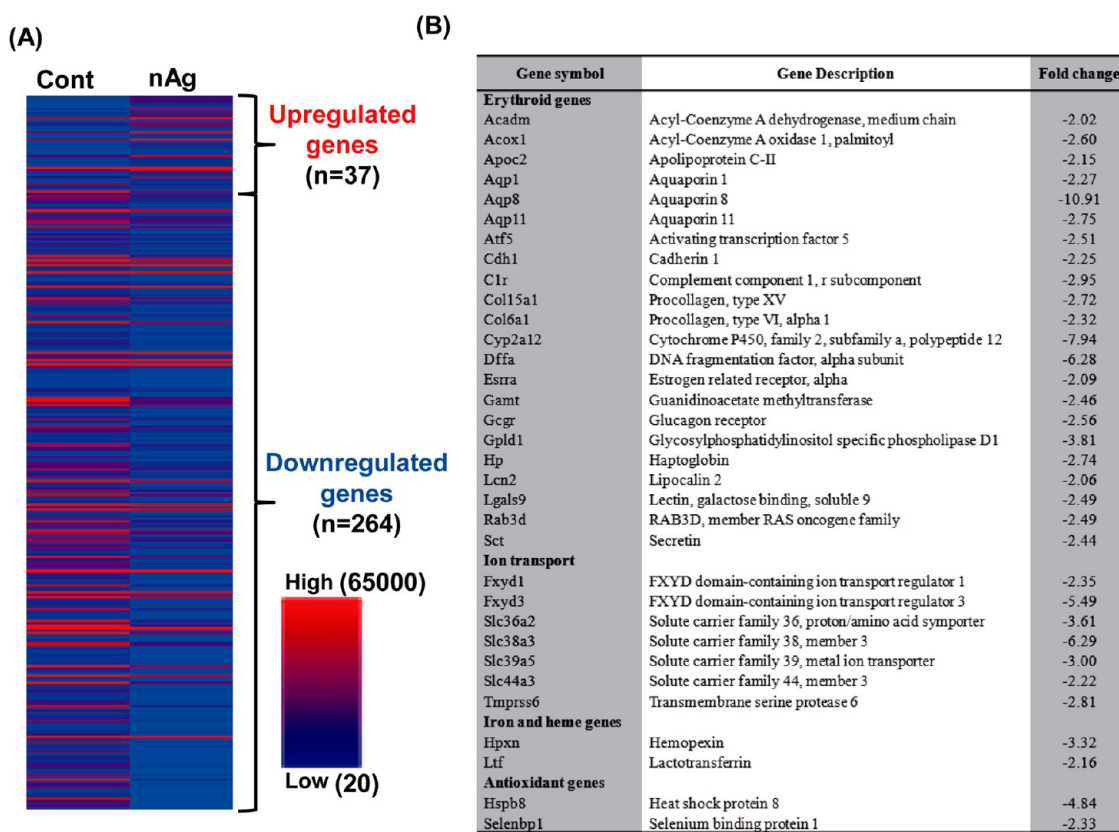 (A)
Cont nAg
Upregulated
genes
(n=37)
Downregulated
genes
(n=264)
High (65000)
Low (20)
(B)
Gene symbol Gene Description Fold change
Erythroid genes
Acadm Acyl-Coenzyme A dehydrogenase, medium chain -2.02
Acox1 Acyl-Coenzyme A oxidase 1, palmitoyl -2.60
Apoc2 Apolipoprotein C-II -2.15
Aqp1 Aquaporin 1 -2.27
Aqp8 Aquaporin 8 -10.91
Aqp11 Aquaporin 11 -2.75
Atf5 Activating transcription factor 5 -2.51
Cdh1 Cadherin 1 -2.25
C1r Complement component 1, r subcomponent -2.95
Col15a1 Procollagen, type XV -2.72
Col6a1 Procollagen, type VI, alpha 1 -2.32
Cyp2a12 Cytochrome P450, family 2, subfamily a, polypeptide 12 -7.94
Dffa DNA fragmentation factor, alpha subunit -6.28
Esrra Estrogen related receptor, alpha -2.09
Gamt Guanidinoacetate methyltransferase -2.46
Gcgr Glucagon receptor -2.56
Gpld1 Glycosylphosphatidylinositol specific phospholipase D1 -3.81
Hp Haptoglobin -2.74
Lcn2 Lipocalin 2 -2.06
Lgals9 Lectin, galactose binding, soluble 9 -2.49
Rab3d RAB3D, member RAS oncogene family -2.49
Sct Secretin -2.44
Ion transport
Fxyd1 FXYD domain-containing ion transport regulator 1 -2.35
Fxyd3 FXYD domain-containing ion transport regulator 3 -5.49
Slc36a2 Solute carrier family 36, proton/amino acid symporter -3.61
Slc38a3 Solute carrier family 38, member 3 -6.29
Slc39a5 Solute carrier family 39, metal ion transporter -3.00
Slc44a3 Solute carrier family 44, member 3 -2.22
Tmprss6 Transmembrane serine protease 6 -2.81
Iron and heme genes
Hpxn Hemopexin -3.32
Ltf Lactotransferrin -2.16
Antioxidant genes
Hspb8 Heat shock protein 8 -4.84
Selenbp1 Selenium binding protein 1 -2.33